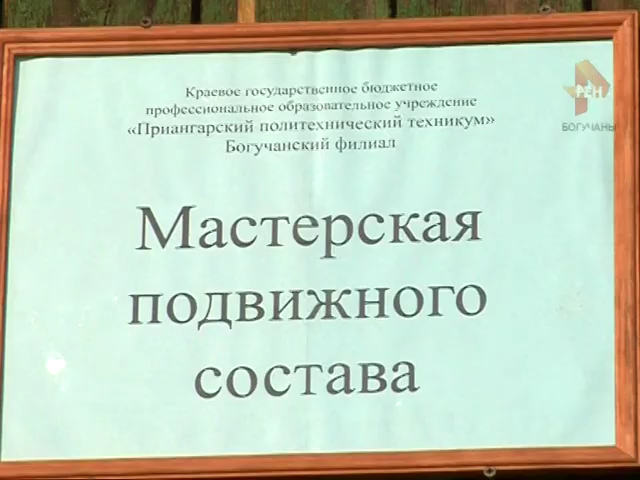 Краевое государственное бюджетное
профессиональное образовательное учреждение
«Приангарский политехнический техникум»
Богучанский филиал
РЕН
БОГУЧАНЫ
Мастерская
подвижного
состава